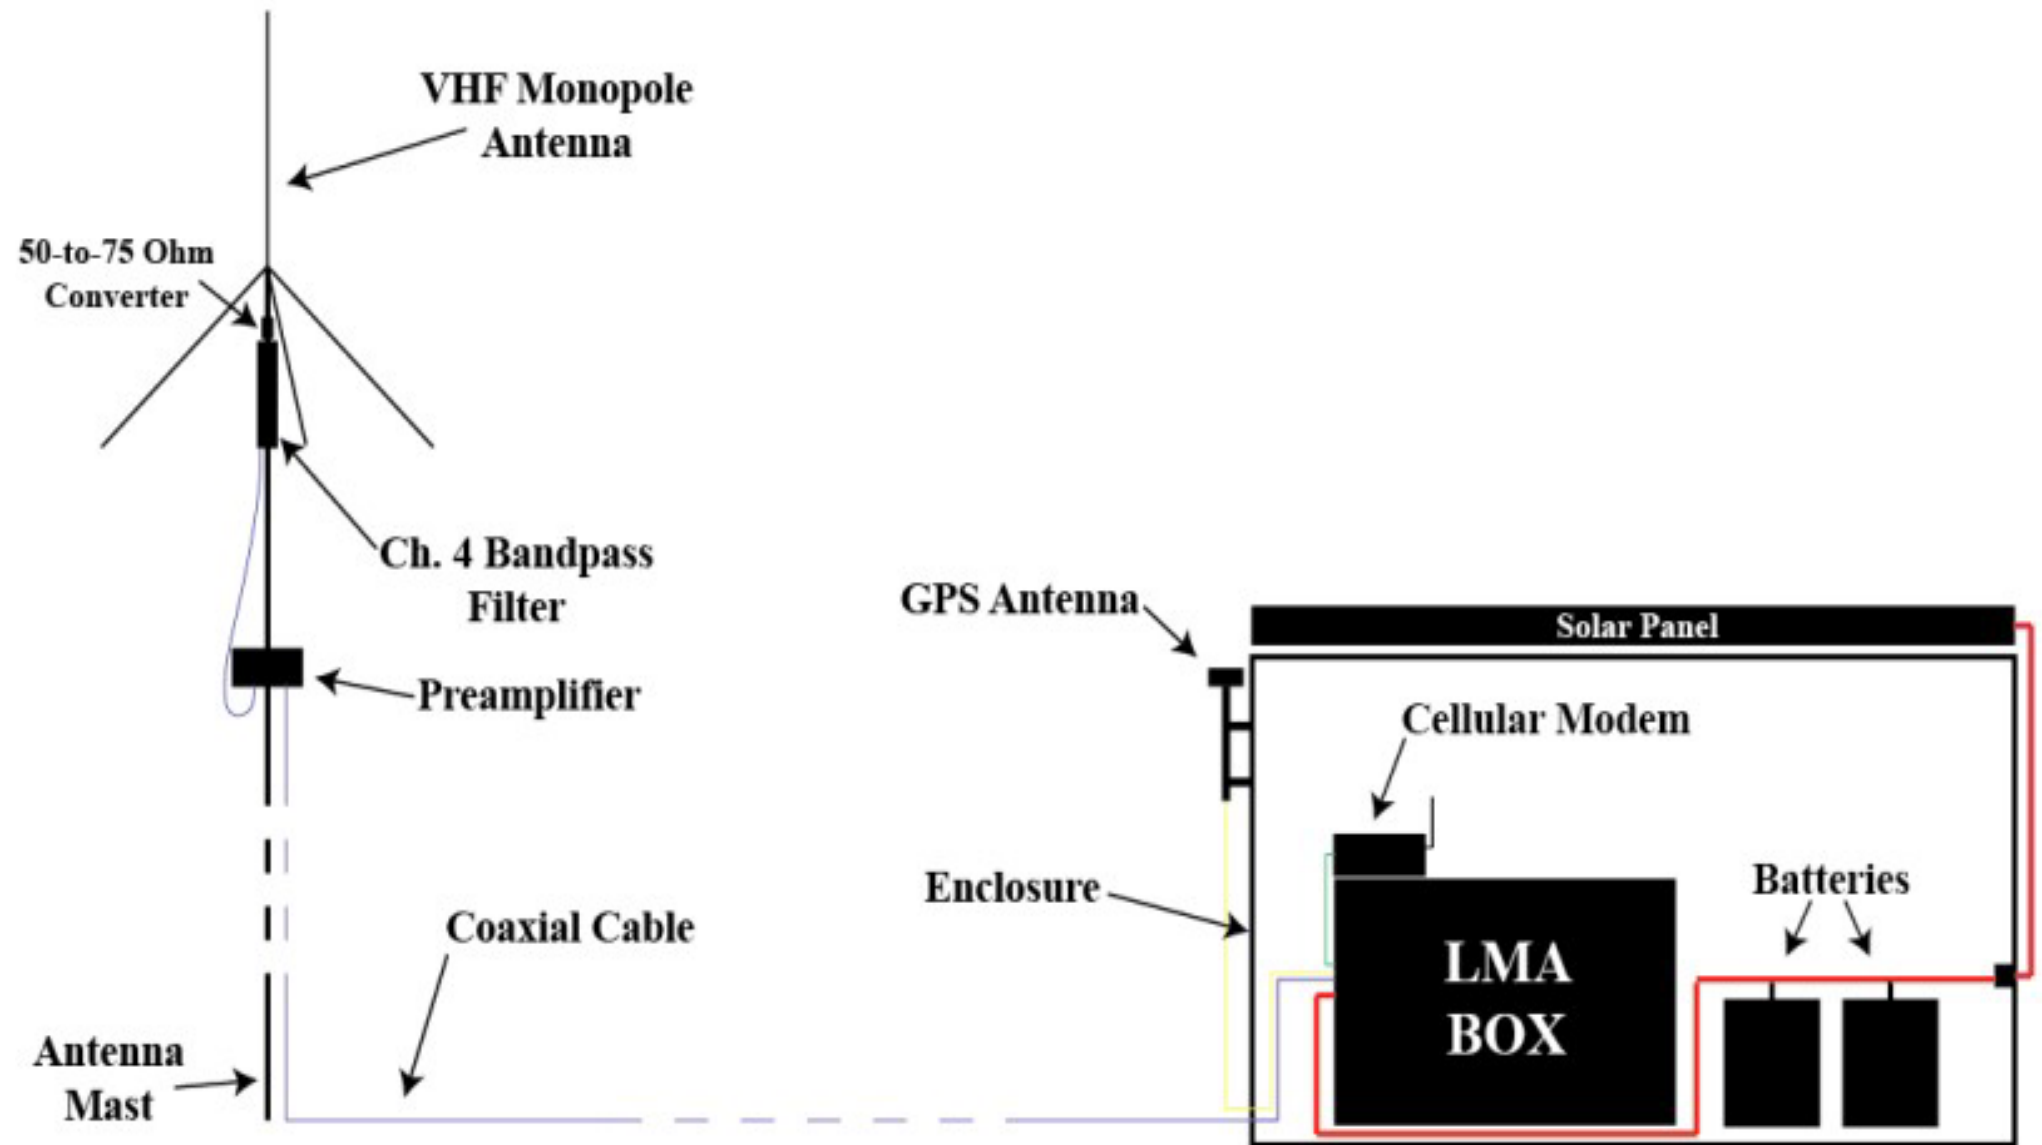 VHF Monopole
Antenna
50-to-75 Ohm
Converter
Ch. 4 Bandpass
Filter
Preamplifier
Coaxial Cable
Antenna
Mast
GPS Antenna
Solar Panel
Cellular Modem
Enclosure
Batteries
LMA
BOX